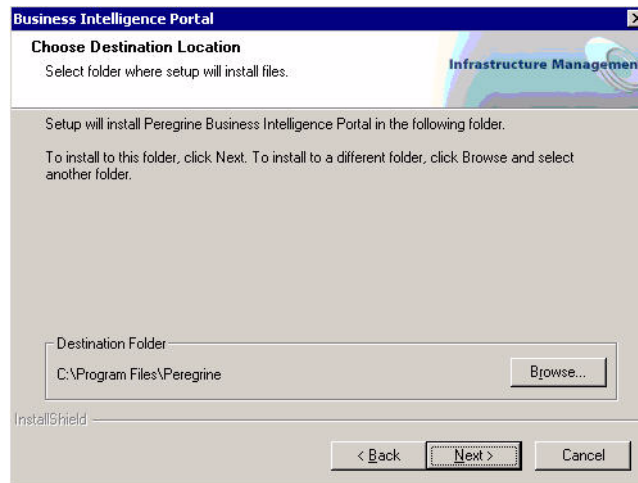 Business Intelligence Portal
Choose Destination Location
Select folder where setup will install files.
Infrastructure Managemen
Setup will install Peregrine Business Intelligence Portal in the following folder.
To install to this folder, click Next. To install to a different folder, click Browse and select
another folder.
Destination Folder
C:\Program Files\Peregrine
Browse...
InstallShield
< Back
Next >
Cancel